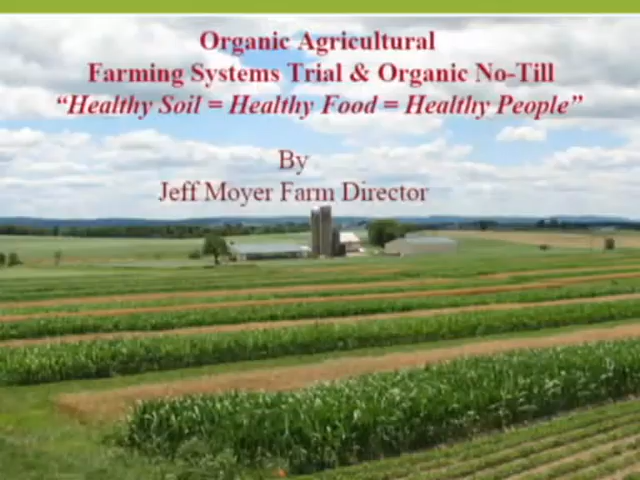 Organic Agricultural
Farming Systems Trial & Organic No-Till
“Healthy Soil = Healthy Food = Healthy People”
By
Jeff Moyer Farm Director